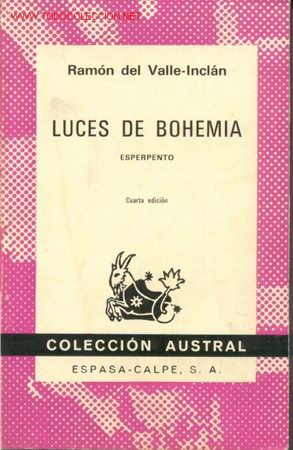 WWW.TODOCOLECCION.NET
Ramón del Valle-Inclán
LUCES DE BOHEMIA
ESPERPENTO
Cuarta edición
COLECCIÓN AUSTRAL
ESPASA-CALPE, S. A.